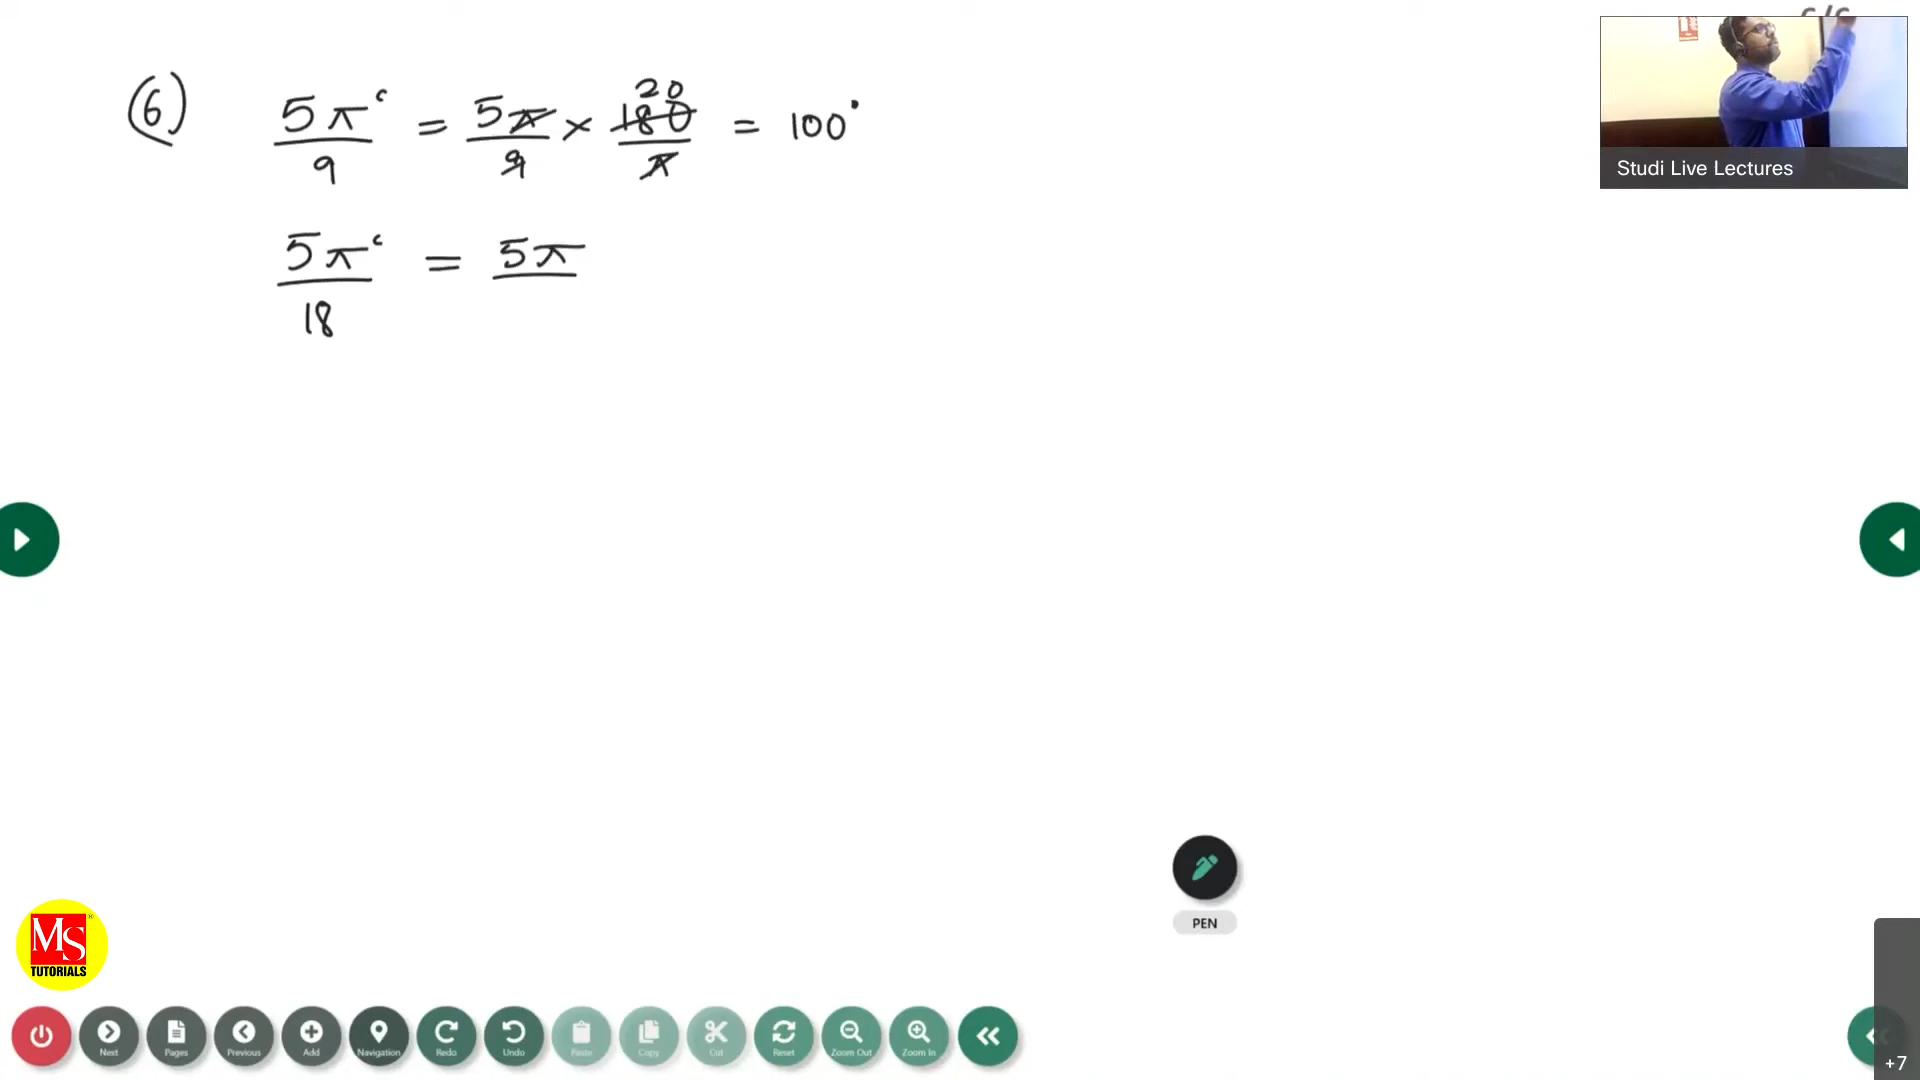 (6) 5π^c/9 = 5π/9 × 180/π = 100°
20
5π^c/18 = 5π
Studi Live Lectures
PEN
MS®
TUTORIALS
Next Pages Previous Add Navigation Redo Undo Paste Copy Cut Reset Zoom Out Zoom In
+7